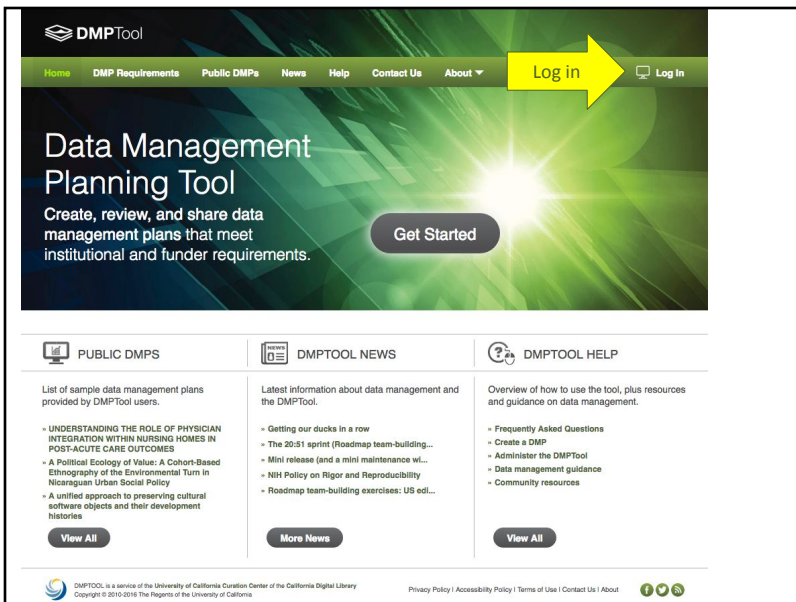 DMPTool
Home DMP Requirements Public DMPs News Help Contact Us About Log in Log In
Data Management
Planning Tool
Create, review, and share data
management plans that meet
institutional and funder requirements.
Get Started
PUBLIC DMPS
List of sample data management plans
provided by DMPTool users.
» UNDERSTANDING THE ROLE OF PHYSICIAN
INTEGRATION WITHIN NURSING HOMES IN
POST-ACUTE CARE OUTCOMES
» A Political Ecology of Value: A Cohort-Based
Ethnography of the Environmental Turn in
Nicaraguan Urban Social Policy
» A unified approach to preserving cultural
software objects and their development
histories
View All
NEWS
DMPTOOL NEWS
Latest information about data management and
the DMPTool.
» Getting our ducks in a row
» The 20:51 sprint (Roadmap team-building...
» Mini release (and a mini maintenance wi...
» NIH Policy on Rigor and Reproducibility
» Roadmap team-building exercises: US edi...
More News
DMPTOOL HELP
Overview of how to use the tool, plus resources
and guidance on data management.
» Frequently Asked Questions
» Create a DMP
» Administer the DMPTool
» Data management guidance
» Community resources
View All
DMPTOOL is a service of the University of California Curation Center of the California Digital Library
Copyright © 2010-2016 The Regents of the University of California
Privacy Policy | Accessibility Policy | Terms of Use | Contact Us | About